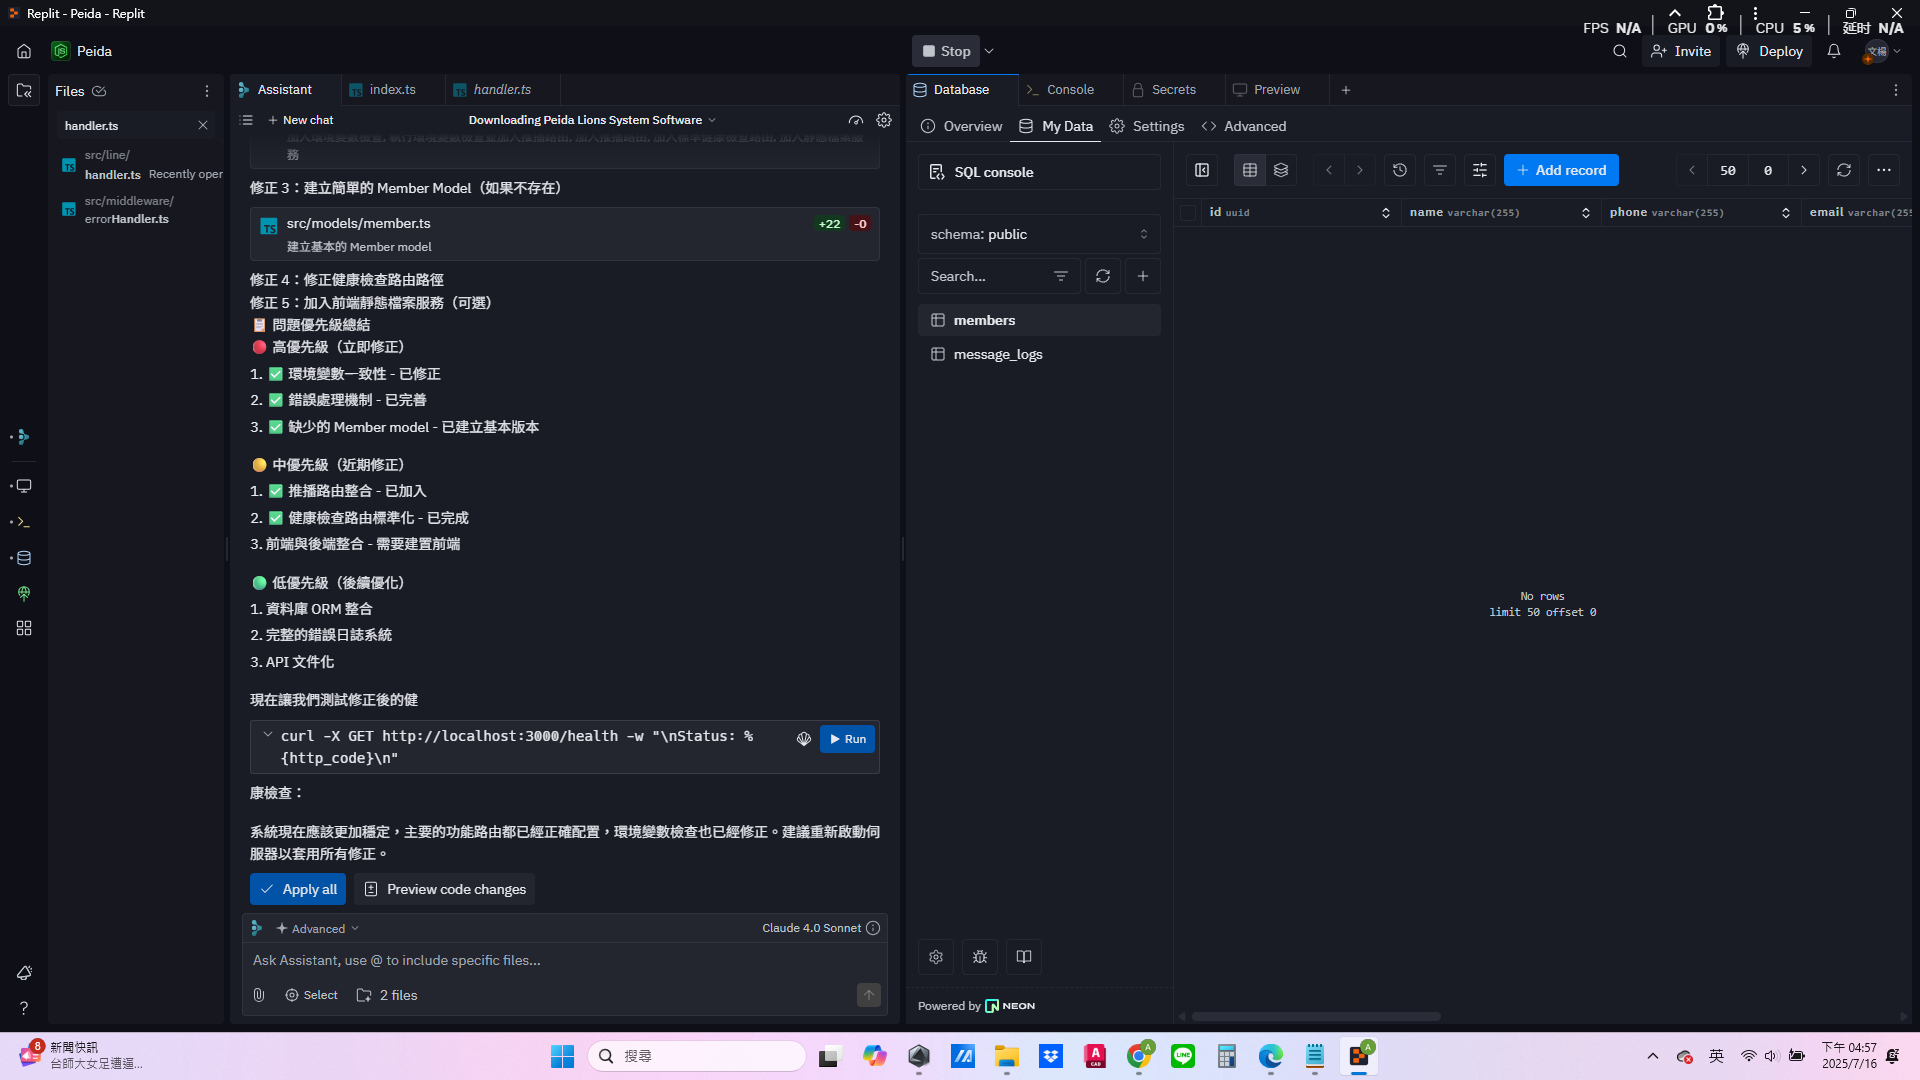 Replit - Peida - Replit
FPS N/A GPU 0% CPU 5% 延时 N/A
Peida
Stop
Invite
Deploy
文楊
Files
Assistant
index.ts
handler.ts
Database
Console
Secrets
Preview
New chat
Downloading Peida Lions System Software
Overview
My Data
Settings
Advanced
handler.ts
src/line/
handler.ts Recently oper
src/middleware/
errorHandler.ts
務
修正 3：建立簡單的 Member Model（如果不存在）
src/models/member.ts
+22 -0
建立基本的 Member model
修正 4：修正健康檢查路由路徑
修正 5：加入前端靜態檔案服務（可選）
📋 問題優先級總結
🔴 高優先級（立即修正）
1. ✅ 環境變數一致性 - 已修正
2. ✅ 錯誤處理機制 - 已完善
3. ✅ 缺少的 Member model - 已建立基本版本
🟡 中優先級（近期修正）
1. ✅ 推播路由整合 - 已加入
2. ✅ 健康檢查路由標準化 - 已完成
3. 前端與後端整合 - 需要建置前端
🟢 低優先級（後續優化）
1. 資料庫 ORM 整合
2. 完整的錯誤日誌系統
3. API 文件化
現在讓我們測試修正後的健
curl -X GET http://localhost:3000/health -w "\nStatus: %
{http_code}\n"
Run
康檢查：
系統現在應該更加穩定，主要的功能路由都已經正確配置，環境變數檢查也已經修正。建議重新啟動伺
服器以套用所有修正。
Apply all
Preview code changes
Advanced
Claude 4.0 Sonnet
Ask Assistant, use @ to include specific files...
Select
2 files
SQL console
schema: public
Search...
members
message_logs
Powered by NEON
Add record
50
0
id uuid
name varchar(255)
phone varchar(255)
email varchar(255
No rows
limit 50 offset 0
8
新聞快訊
台師大女足遭逼...
搜尋
英
下午 04:57
2025/7/16